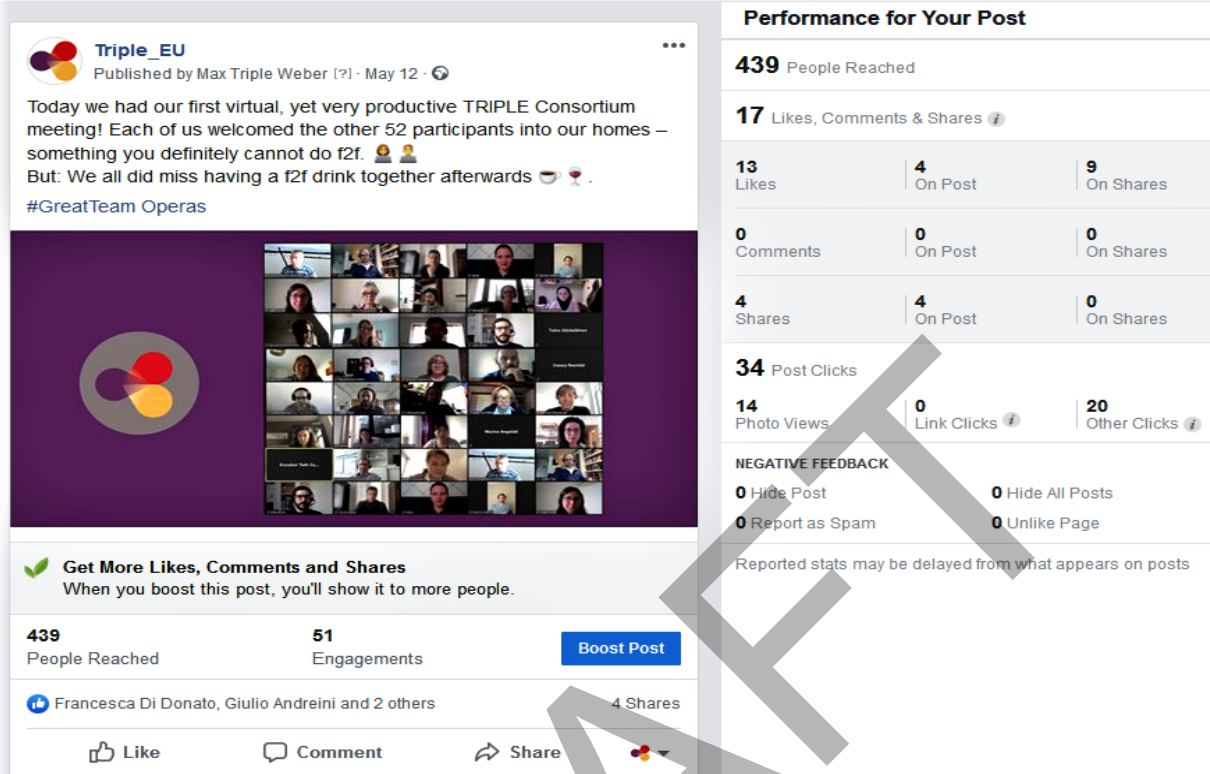 Triple_EU
Published by Max Triple Weber [?] · May 12 ·
Today we had our first virtual, yet very productive TRIPLE Consortium
meeting! Each of us welcomed the other 52 participants into our homes –
something you definitely cannot do f2f.
But: We all did miss having a f2f drink together afterwards .
#GreatTeam Operas
Get More Likes, Comments and Shares
When you boost this post, you'll show it to more people.
439
People Reached
51
Engagements
Boost Post
Francesca Di Donato, Giulio Andreini and 2 others
4 Shares
Like
Comment
Share
Performance for Your Post
439 People Reached
17 Likes, Comments & Shares i
13 4 9
Likes On Post On Shares
0 0 0
Comments On Post On Shares
4 4 0
Shares On Post On Shares
34 Post Clicks
14 0 20
Photo Views Link Clicks i Other Clicks i
NEGATIVE FEEDBACK
0 Hide Post 0 Hide All Posts
0 Report as Spam 0 Unlike Page
Reported stats may be delayed from what appears on posts
AFT